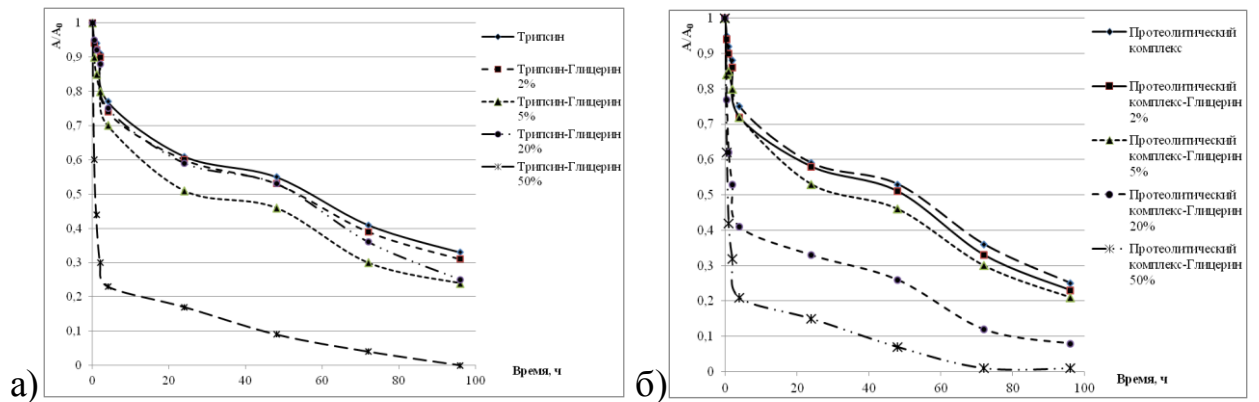 A/A₀
1
0,9
0,8
0,7
0,6
0,5
0,4
0,3
0,2
0,1
0
0 20 40 60 80 100
Время, ч
Трипсин
Трипсин-Глицерин
2%
Трипсин-Глицерин
5%
Трипсин-Глицерин
20%
Трипсин-Глицерин
50%
а)
A/A₀
1
0,9
0,8
0,7
0,6
0,5
0,4
0,3
0,2
0,1
0
0 20 40 60 80 100
Время, ч
Протеолитический
комплекс
Протеолитический
комплекс-Глицерин
2%
Протеолитический
комплекс-Глицерин
5%
Протеолитический
комплекс-Глицерин
20%
Протеолитический
комплекс-Глицерин
50%
б)